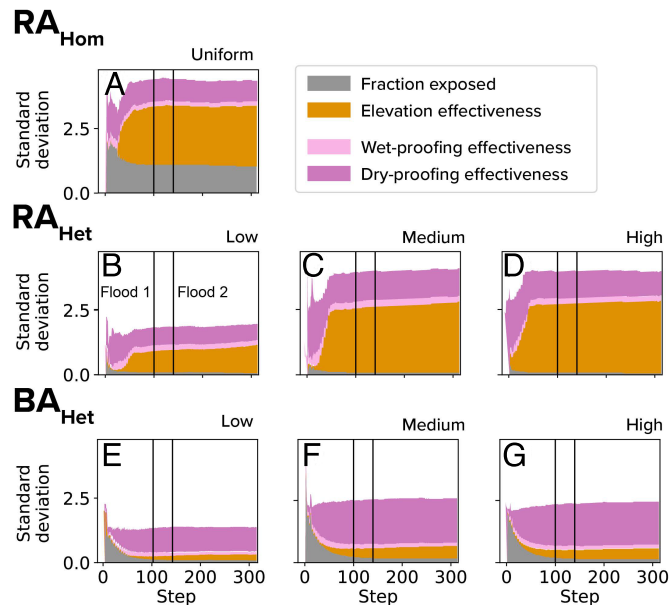 RA Hom
Uniform
A
Standard deviation
2.5
0.0
Fraction exposed
Elevation effectiveness
Wet-proofing effectiveness
Dry-proofing effectiveness
RA Het
Low
Medium
High
B
C
D
Flood 1
Flood 2
Standard deviation
2.5
0.0
BA Het
Low
Medium
High
E
F
G
Standard deviation
2.5
0
0 100 200 300
0 100 200 300
0 100 200 300
Step
Step
Step